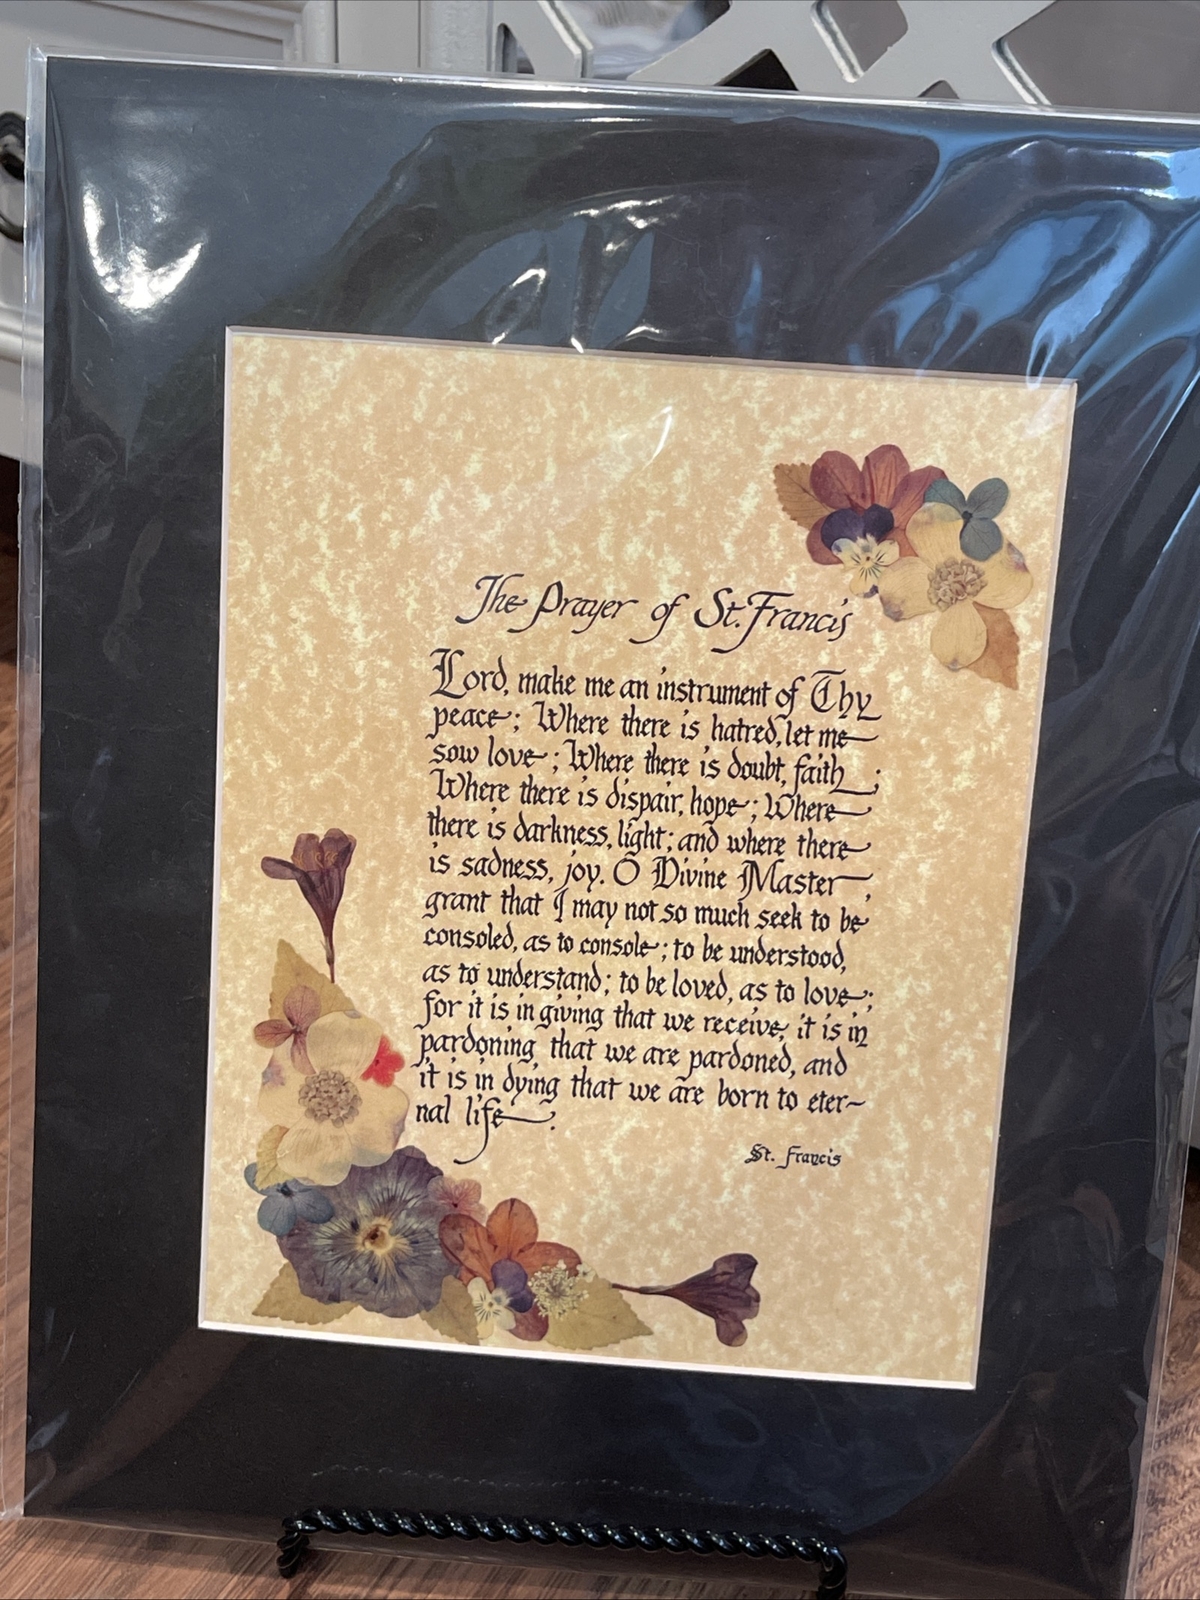 The Prayer of St. Francis
Lord, make me an instrument of Thy
peace; Where there is hatred, let me
sow love; Where there is doubt, faith;
Where there is dispair, hope; Where
there is darkness, light; and where there
is sadness, joy. O Divine Master,
grant that I may not so much seek to be
consoled, as to console; to be understood,
as to understand; to be loved, as to love;
for it is in giving that we receive, it is in
pardoning that we are pardoned, and
it is in dying that we are born to eter-
nal life.
St. Francis